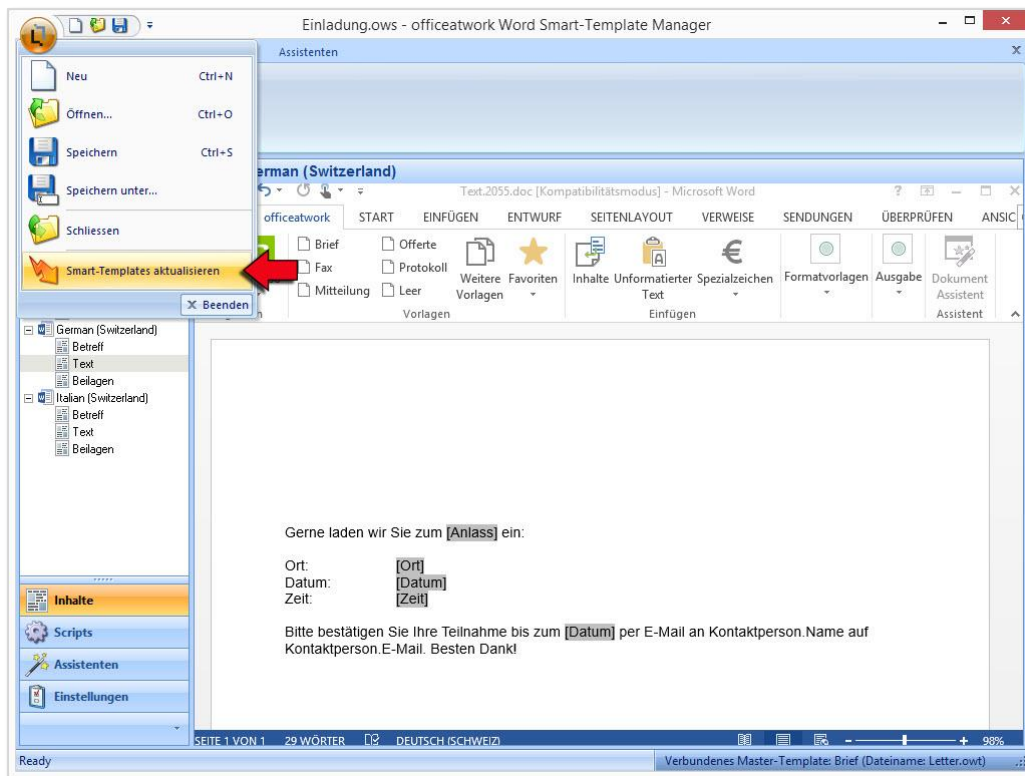 Einladung.ows - officeatwork Word Smart-Template Manager
Assistenten
Neu Ctrl+N
Öffnen... Ctrl+O
Speichern Ctrl+S
Speichern unter...
Schliessen
Smart-Templates aktualisieren
Beenden
German (Switzerland)
Text.2055.doc [Kompatibilitätsmodus] - Microsoft Word
officeatwork START EINFÜGEN ENTWURF SEITENLAYOUT VERWEISE SENDUNGEN ÜBERPRÜFEN ANSIC
Brief Offerte
Fax Protokoll
Mitteilung Leer
Weitere Vorlagen
Favoriten
Inhalte
Unformatierter Text
Spezialzeichen
Formatvorlagen
Ausgabe
Dokument Assistent
Vorlagen Einfügen Assistent
German (Switzerland)
Betreff
Text
Beilagen
Italian (Switzerland)
Betreff
Text
Beilagen
Gerne laden wir Sie zum [Anlass] ein:
Ort: [Ort]
Datum: [Datum]
Zeit: [Zeit]
Bitte bestätigen Sie Ihre Teilnahme bis zum [Datum] per E-Mail an Kontaktperson.Name auf
Kontaktperson.E-Mail. Besten Dank!
Inhalte
Scripts
Assistenten
Einstellungen
SEITE 1 VON 1 29 WÖRTER DEUTSCH (SCHWEIZ) 98%
Ready Verbundenes Master-Template: Brief (Dateiname: Letter.owt)